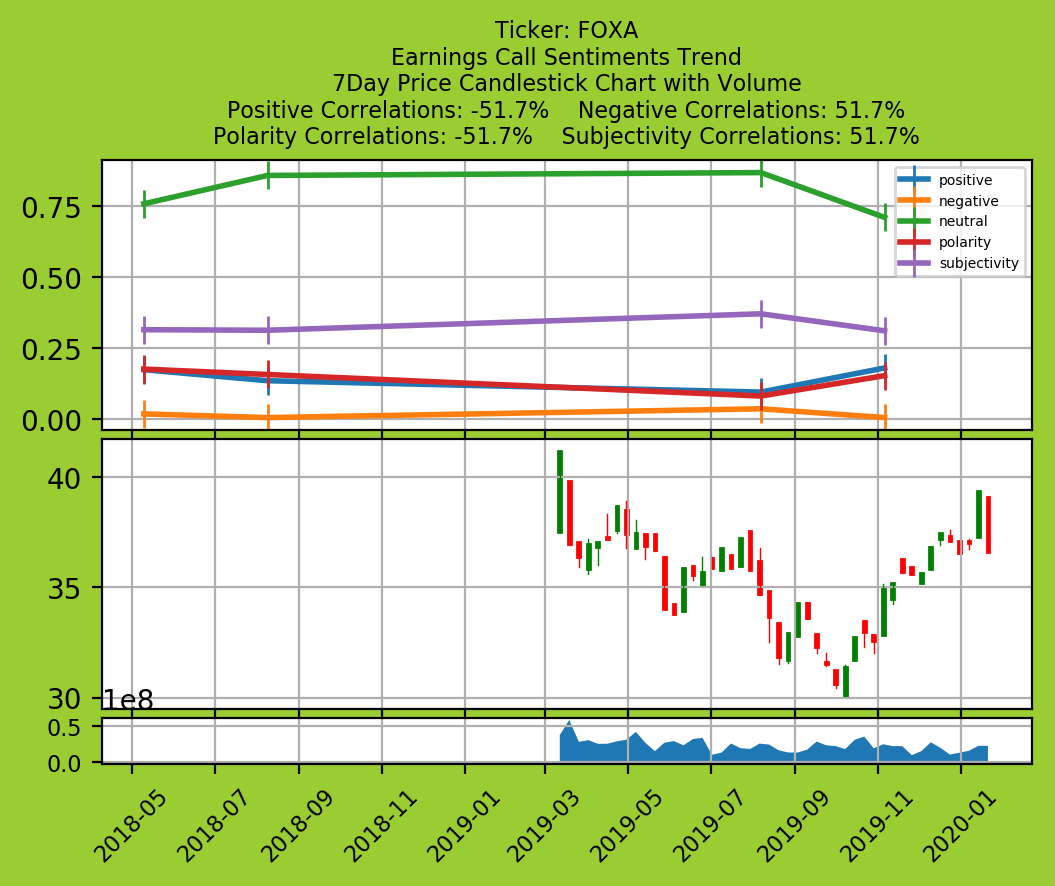 Ticker: FOXA
Earnings Call Sentiments Trend
7Day Price Candlestick Chart with Volume
Positive Correlations: -51.7%    Negative Correlations: 51.7%
Polarity Correlations: -51.7%    Subjectivity Correlations: 51.7%
positive
negative
neutral
polarity
subjectivity
0.75
0.50
0.25
0.00
40
35
30
1e8
0.5
0.0
2018-05
2018-07
2018-09
2018-11
2019-01
2019-03
2019-05
2019-07
2019-09
2019-11
2020-01